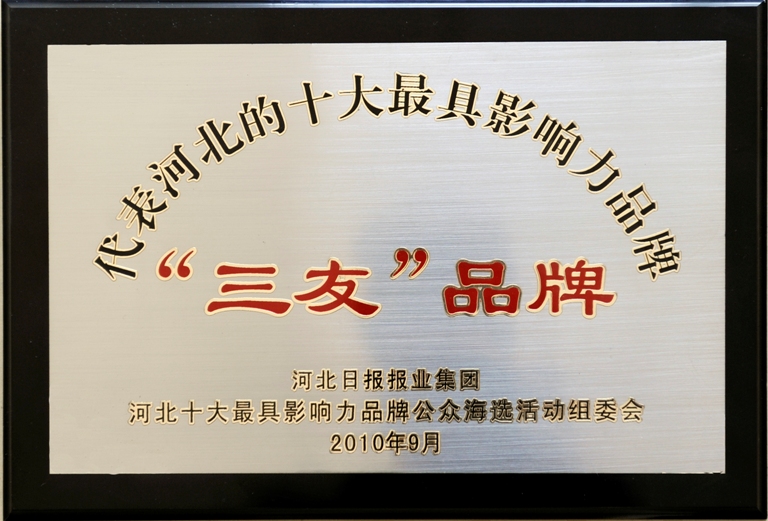 代表河北的十大最具影响力品牌
“三友”品牌
河北日报报业集团
河北十大最具影响力品牌公众海选活动组委会
2010年9月